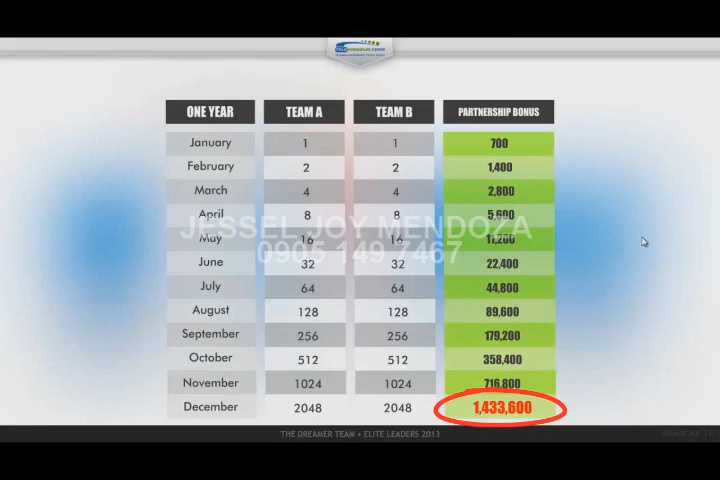 TELEPRENEUR CORP
ONE YEAR TEAM A TEAM B PARTNERSHIP BONUS
January 1 1 700
February 2 2 1,400
March 4 4 2,800
April 8 8 5,600
JESSEL JOY MENDOZA
May 16 16 11,200
0905 149 7467
June 32 32 22,400
July 64 64 44,800
August 128 128 89,600
September 256 256 179,200
October 512 512 358,400
November 1024 1024 716,800
December 2048 2048 1,433,600
THE DREAMER TEAM • ELITE LEADERS 2013